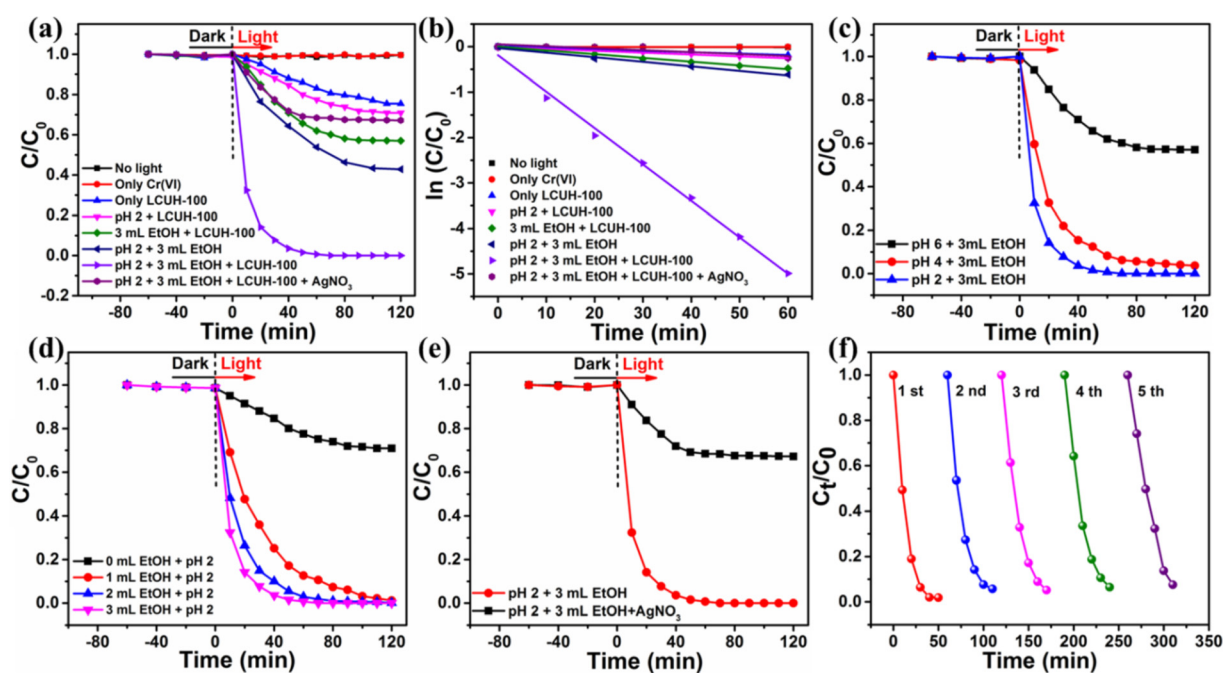 (a)
Dark
Light
C/C₀
1.0
0.8
0.6
0.4
0.2
0.0
-0.2
No light
Only Cr(VI)
Only LCUH-100
pH 2 + LCUH-100
3 mL EtOH + LCUH-100
pH 2 + 3 mL EtOH
pH 2 + 3 mL EtOH + LCUH-100
pH 2 + 3 mL EtOH + LCUH-100 + AgNO₃
-80 -40 0 40 80 120
Time (min)
(b)
ln (C/C₀)
0
-1
-2
-3
-4
-5
No light
Only Cr(VI)
Only LCUH-100
pH 2 + LCUH-100
3 mL EtOH + LCUH-100
pH 2 + 3 mL EtOH
pH 2 + 3 mL EtOH + LCUH-100
pH 2 + 3 mL EtOH + LCUH-100 + AgNO₃
0 10 20 30 40 50 60
Time (min)
(c)
Dark
Light
C/C₀
1.0
0.8
0.6
0.4
0.2
0.0
pH 6 + 3mL EtOH
pH 4 + 3mL EtOH
pH 2 + 3mL EtOH
-80 -40 0 40 80 120
Time (min)
(d)
Dark
Light
C/C₀
1.0
0.8
0.6
0.4
0.2
0.0
0 mL EtOH + pH 2
1 mL EtOH + pH 2
2 mL EtOH + pH 2
3 mL EtOH + pH 2
-80 -40 0 40 80 120
Time (min)
(e)
Dark
Light
C/C₀
1.0
0.8
0.6
0.4
0.2
0.0
pH 2 + 3 mL EtOH
pH 2 + 3 mL EtOH+AgNO₃
-80 -40 0 40 80 120
Time (min)
(f)
Cₜ/C₀
1.0
0.8
0.6
0.4
0.2
0.0
1 st
2 nd
3 rd
4 th
5 th
0 50 100 150 200 250 300 350
Time (min)